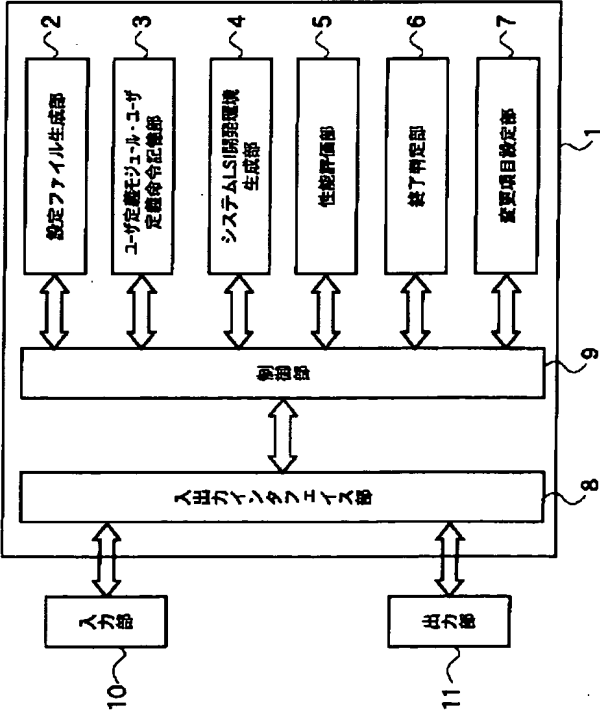 設定ファイル生成部
2
ユーザ定義モジュール・ユーザ
定義命令記憶部
3
システムLSI開発環境
生成部
4
性能評価部
5
終了判定部
6
変更項目設定部
7
1
制御部
9
入出力インタフェイス部
8
入力部
10
出力部
11